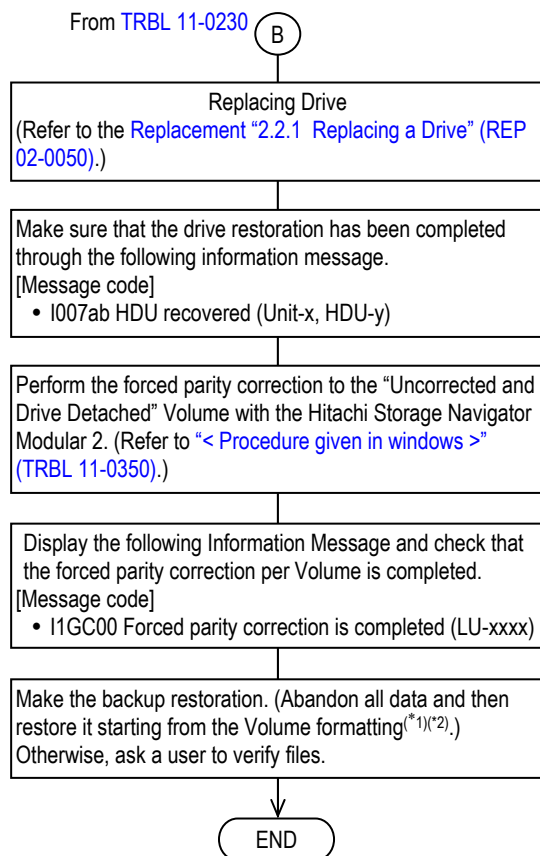 From TRBL 11-0230
B
Replacing Drive
(Refer to the Replacement “2.2.1 Replacing a Drive” (REP
02-0050).)
Make sure that the drive restoration has been completed
through the following information message.
[Message code]
• I007ab HDU recovered (Unit-x, HDU-y)
Perform the forced parity correction to the “Uncorrected and
Drive Detached” Volume with the Hitachi Storage Navigator
Modular 2. (Refer to “< Procedure given in windows >”
(TRBL 11-0350).)
Display the following Information Message and check that
the forced parity correction per Volume is completed.
[Message code]
• I1GC00 Forced parity correction is completed (LU-xxxx)
Make the backup restoration. (Abandon all data and then
restore it starting from the Volume formatting(*1)(*2).)
Otherwise, ask a user to verify files.
END